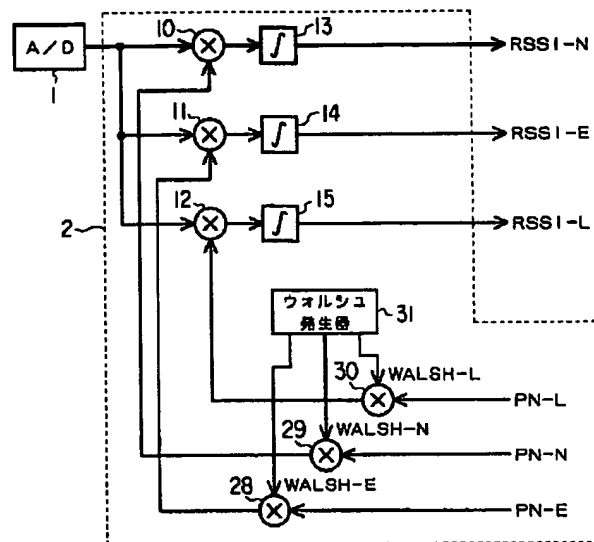 A/D
1
2
10
13
RSSI-N
11
14
RSSI-E
12
15
RSSI-L
ウォルシュ
発生器
31
30
WALSH-L
PN-L
29
WALSH-N
PN-N
28
WALSH-E
PN-E